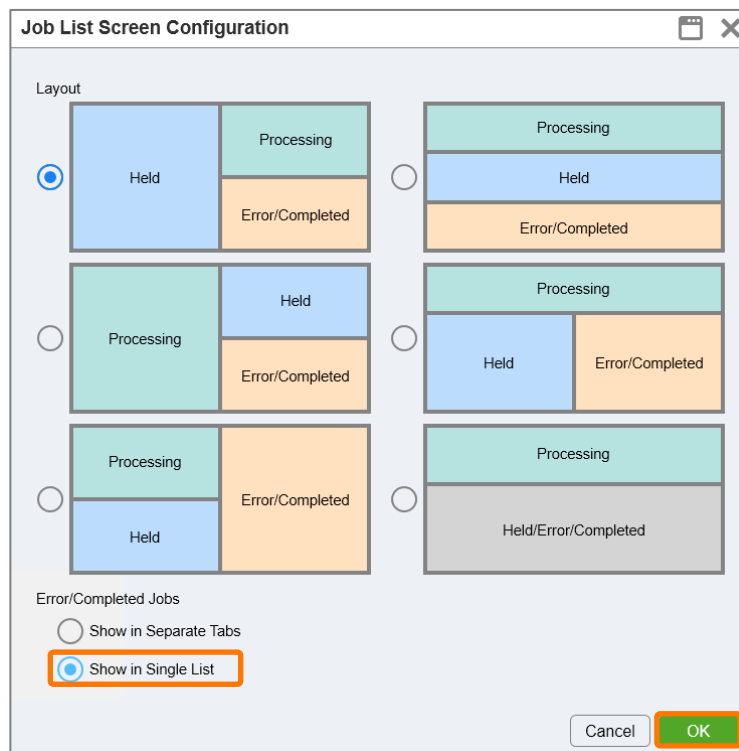 Job List Screen Configuration
Layout
Held
Processing
Error/Completed
Processing
Held
Error/Completed
Processing
Held
Error/Completed
Processing
Held
Error/Completed
Processing
Held
Error/Completed
Processing
Held/Error/Completed
Error/Completed Jobs
Show in Separate Tabs
Show in Single List
Cancel
OK